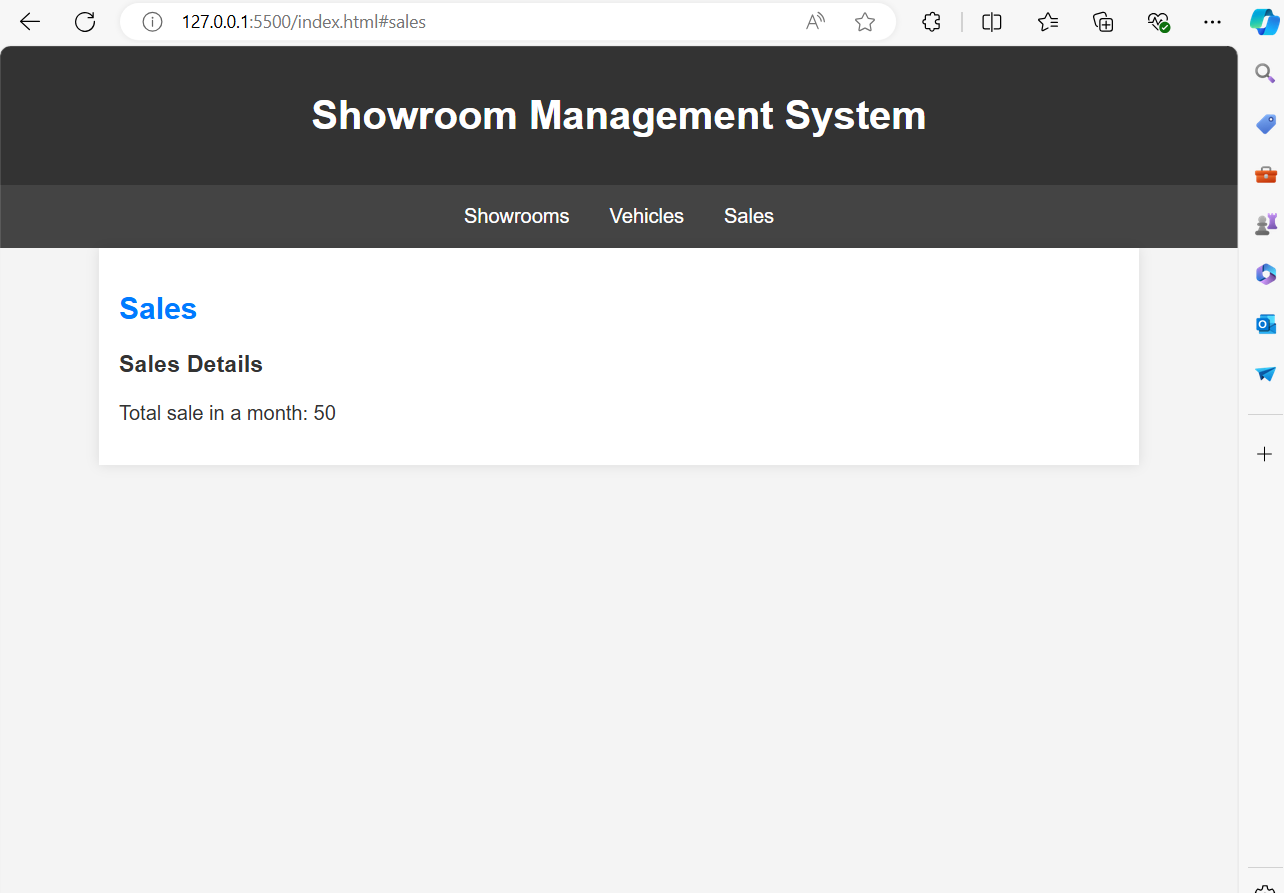 127.0.0.1:5500/index.html#sales
Showroom Management System
Showrooms Vehicles Sales
Sales
Sales Details
Total sale in a month: 50